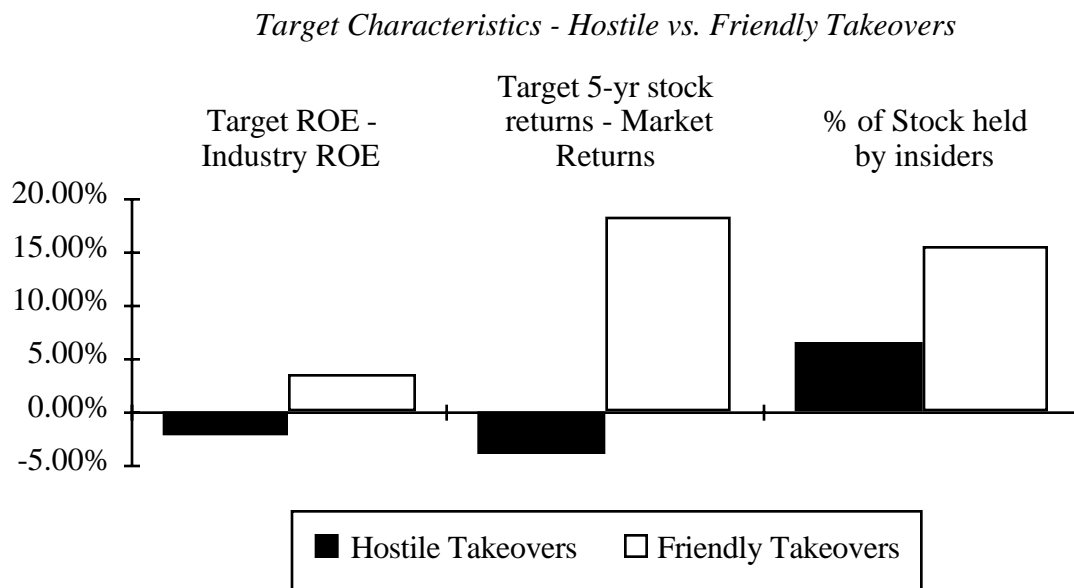 Target Characteristics - Hostile vs. Friendly Takeovers
Target ROE -
Industry ROE
Target 5-yr stock
returns - Market
Returns
% of Stock held
by insiders
20.00%
15.00%
10.00%
5.00%
0.00%
-5.00%
Hostile Takeovers
Friendly Takeovers